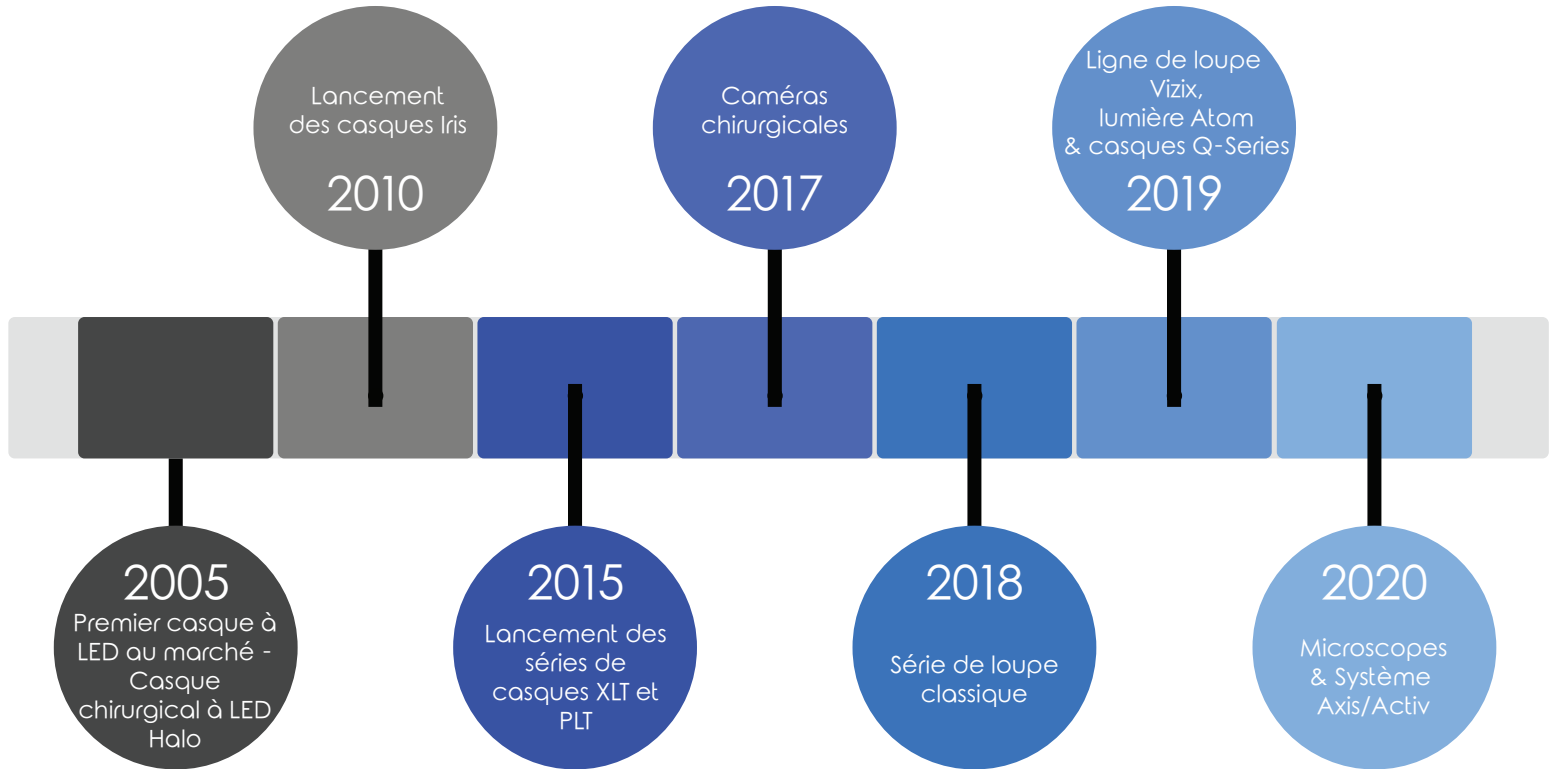 Lancement
des casques Iris
2010
Caméras
chirurgicales
2017
Ligne de loupe
Vizix,
lumière Atom
& casques Q-Series
2019
2005
Premier casque à
LED au marché -
Casque
chirurgical à LED
Halo
2015
Lancement des
séries de
casques XLT et
PLT
2018
Série de loupe
classique
2020
Microscopes
& Système
Axis/Activ